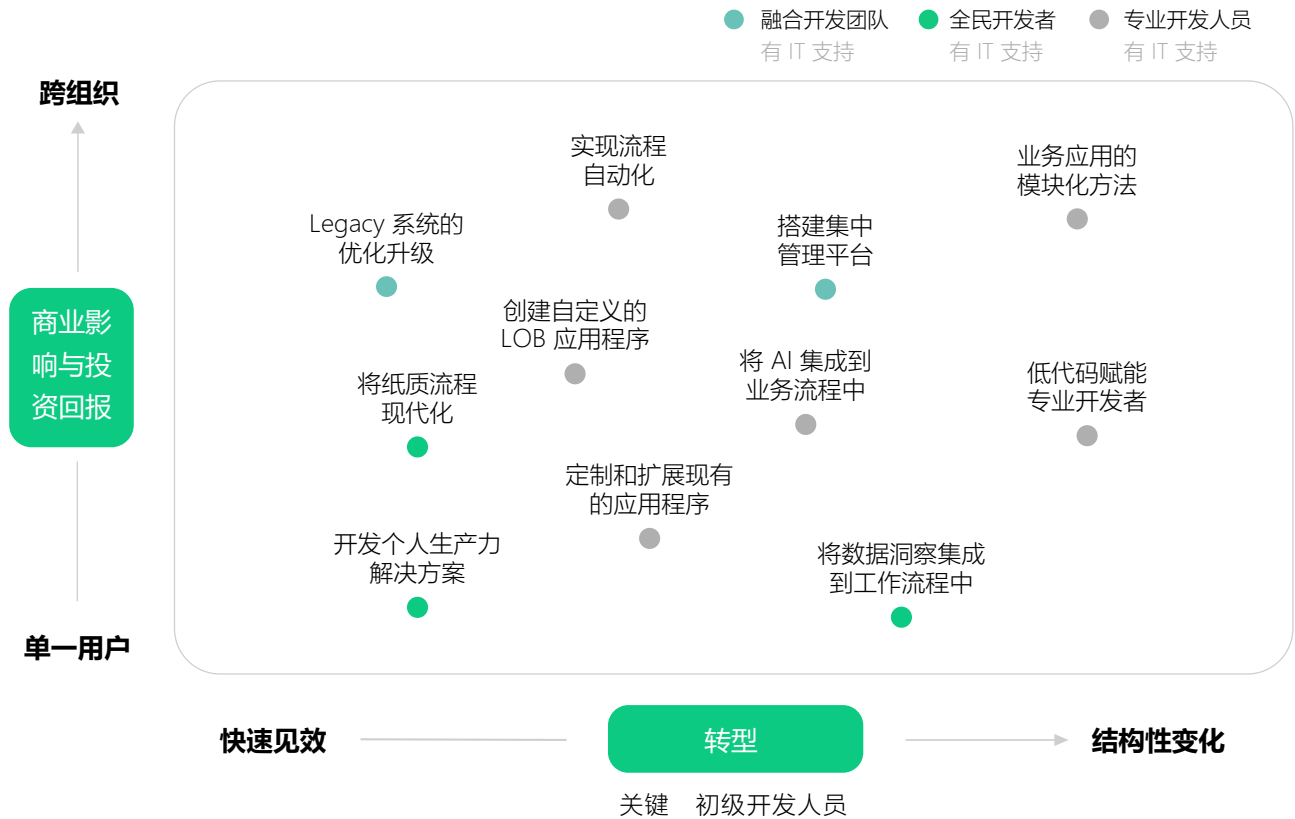 融合开发团队
有 IT 支持
全民开发者
有 IT 支持
专业开发人员
有 IT 支持
跨组织
商业影
响与投
资回报
单一用户
实现流程
自动化
业务应用的
模块化方法
Legacy 系统的
优化升级
搭建集中
管理平台
创建自定义的
LOB 应用程序
将 AI 集成到
业务流程中
低代码赋能
专业开发者
将纸质流程
现代化
定制和扩展现有
的应用程序
开发个人生产力
解决方案
将数据洞察集成
到工作流程中
快速见效
转型
结构性变化
关键 初级开发人员